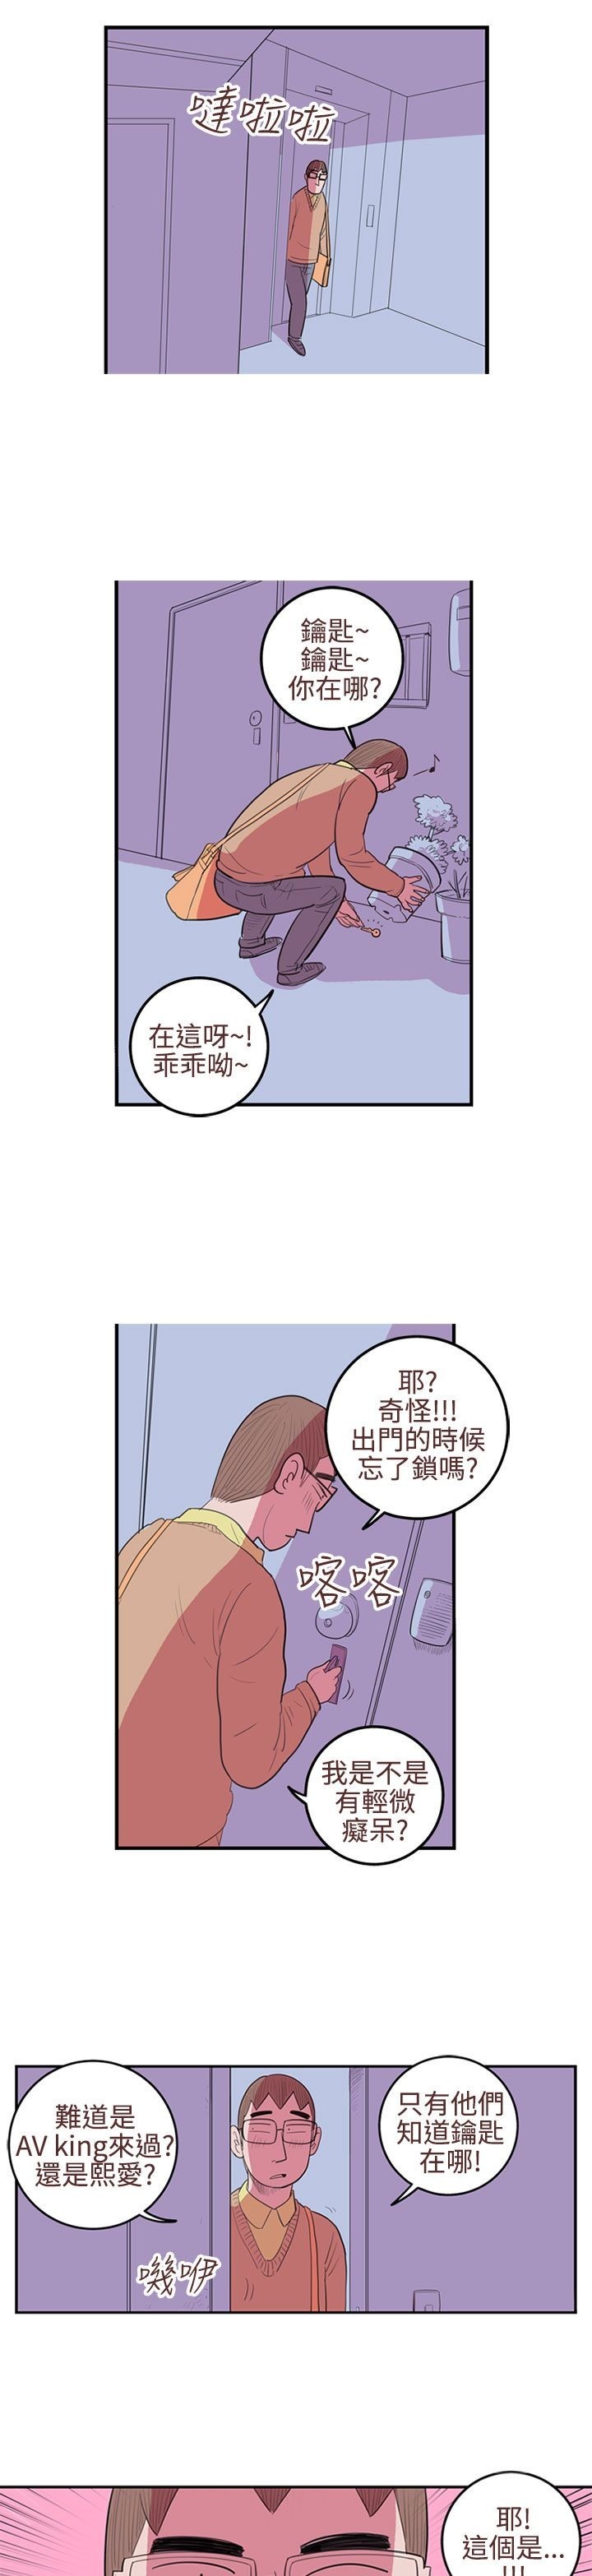 噠啦啦
鑰匙~
鑰匙~
你在哪?
在這呀~!
乖乖呦~
耶?
奇怪!!!
出門的時候
忘了鎖嗎?
喀喀
我是不是
有輕微
癡呆?
難道是
AV king來過?
還是熙愛?
只有他們
知道鑰匙
在哪!
嘰咿
耶!
這個是...
!!!